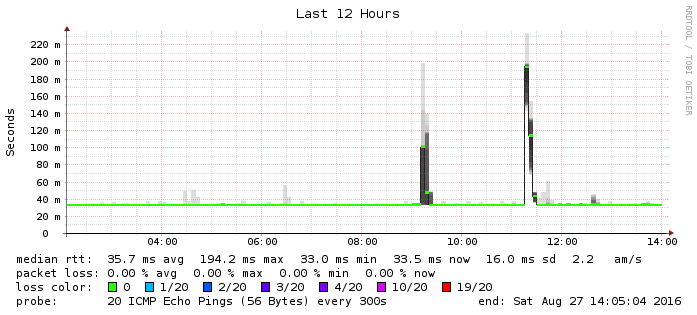 Last 12 Hours
RRDTOOL / TOBI OETIKER
Seconds
220 m
200 m
180 m
160 m
140 m
120 m
100 m
80 m
60 m
40 m
20 m
0
04:00 06:00 08:00 10:00 12:00 14:00
median rtt: 35.7 ms avg 194.2 ms max 33.0 ms min 33.5 ms now 16.0 ms sd 2.2 am/s
packet loss: 0.00 % avg 0.00 % max 0.00 % min 0.00 % now
loss color: 0 1/20 2/20 3/20 4/20 10/20 19/20
probe: 20 ICMP Echo Pings (56 Bytes) every 300s end: Sat Aug 27 14:05:04 2016